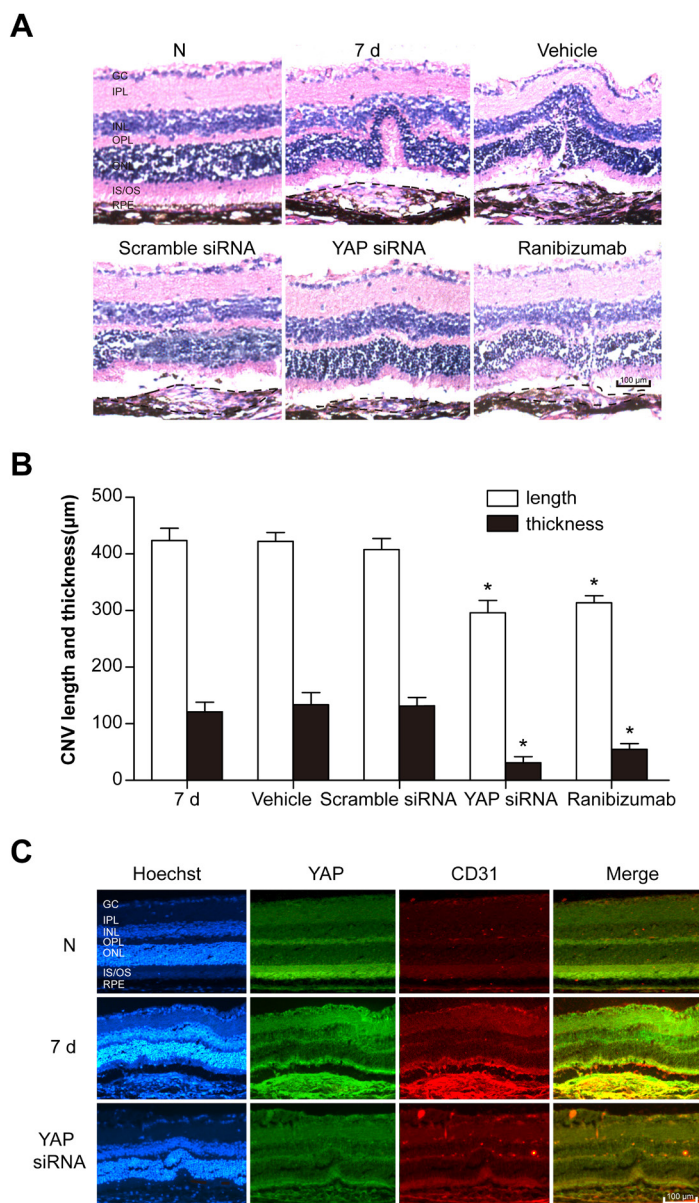 A
N 7 d Vehicle
GC
IPL
INL
OPL
ONL
IS/OS
RPE
Scramble siRNA YAP siRNA Ranibizumab
100 μm
B
CNV length and thickness(μm)
500
400
300
200
100
0
length
thickness
* *
* *
7 d Vehicle Scramble siRNA YAP siRNA Ranibizumab
C
Hoechst YAP CD31 Merge
N
GC
IPL
INL
OPL
ONL
IS/OS
RPE
7 d
YAP
siRNA
100 μm